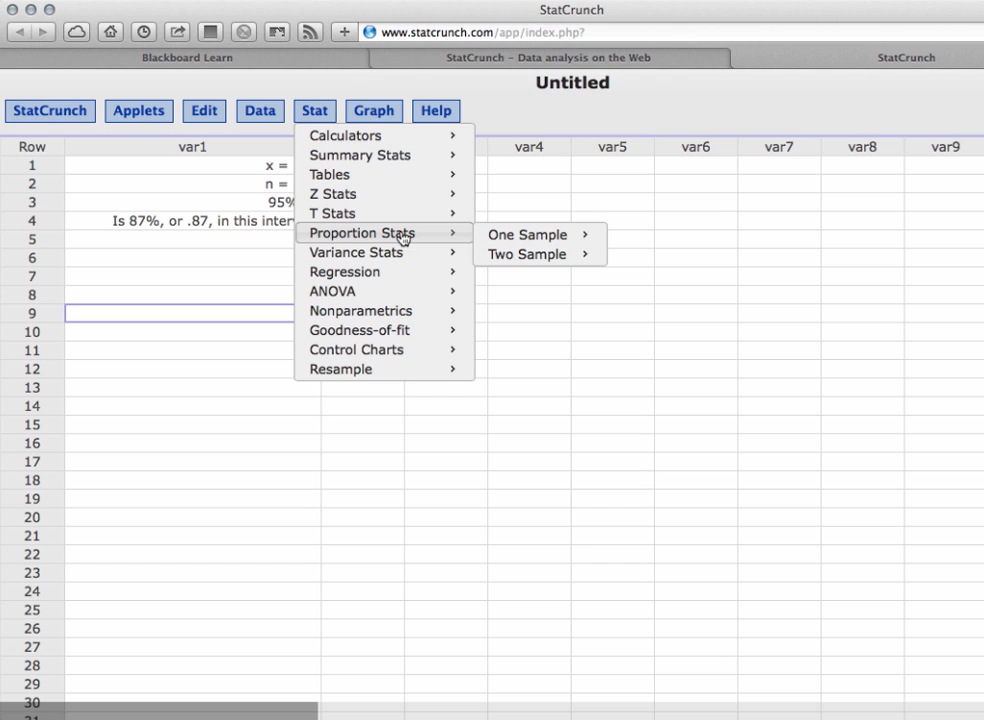 StatCrunch
www.statcrunch.com/app/index.php?
Blackboard Learn
StatCrunch – Data analysis on the Web
StatCrunch
Untitled
StatCrunch Applets Edit Data Stat Graph Help
Row var1 var4 var5 var6 var7 var8 var9
1 x =
2 n =
3 95%
4 Is 87%, or .87, in this
5
6
7
8
9
10
11
12
13
14
15
16
17
18
19
20
21
22
23
24
25
26
27
28
29
30
Calculators
Summary Stats
Tables
Z Stats
T Stats
Proportion Stats
Variance Stats
Regression
ANOVA
Nonparametrics
Goodness-of-fit
Control Charts
Resample
One Sample
Two Sample